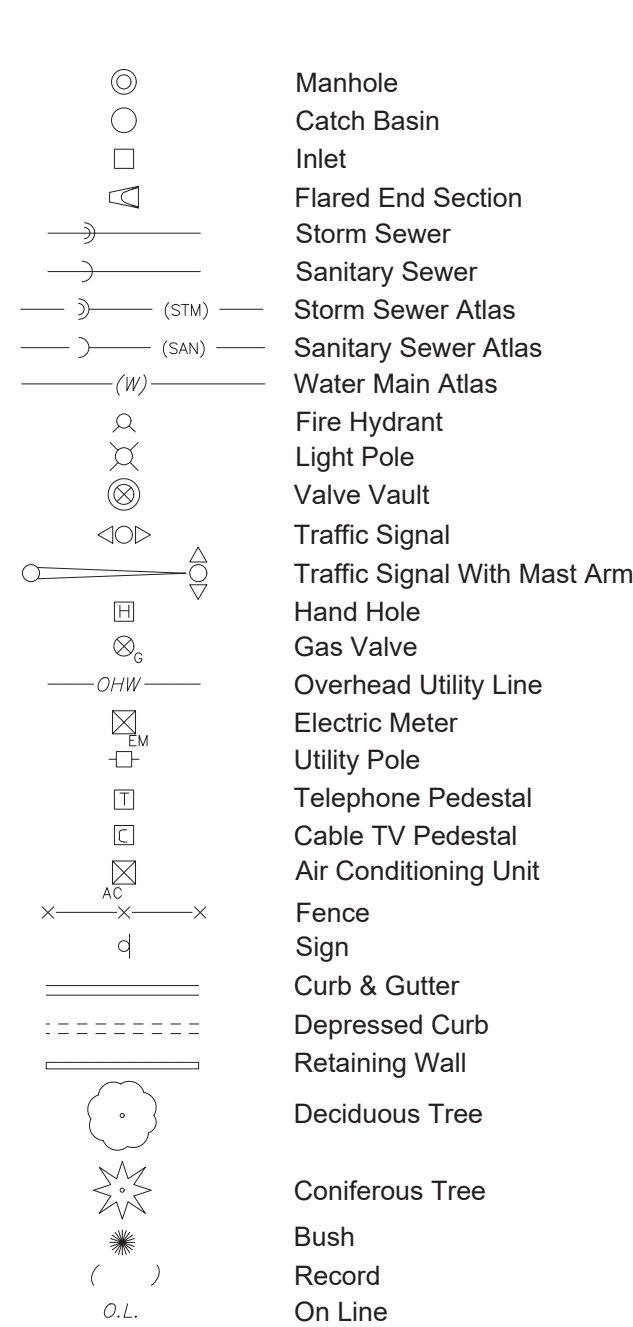 Manhole
Catch Basin
Inlet
Flared End Section
Storm Sewer
Sanitary Sewer
(STM) Storm Sewer Atlas
(SAN) Sanitary Sewer Atlas
(W) Water Main Atlas
Fire Hydrant
Light Pole
Valve Vault
Traffic Signal
Traffic Signal With Mast Arm
H Hand Hole
G Gas Valve
OHW Overhead Utility Line
EM Electric Meter
Utility Pole
T Telephone Pedestal
C Cable TV Pedestal
AC Air Conditioning Unit
Fence
Sign
Curb & Gutter
Depressed Curb
Retaining Wall
Deciduous Tree
Coniferous Tree
Bush
( ) Record
O.L. On Line